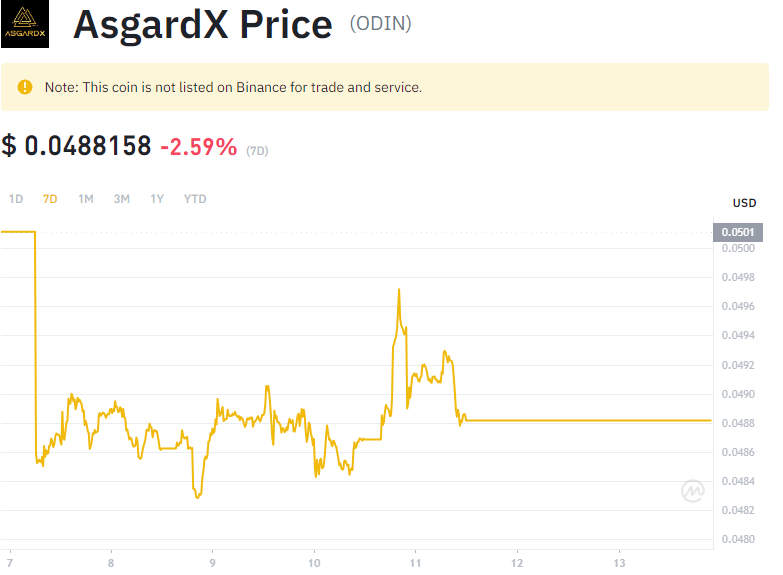 ASGARDX
AsgardX Price (ODIN)
Note: This coin is not listed on Binance for trade and service.
$ 0.0488158 -2.59% (7D)
1D 7D 1M 3M 1Y YTD
USD
0.0501
0.0500
0.0498
0.0496
0.0494
0.0492
0.0490
0.0488
0.0486
0.0484
0.0482
0.0480
7 8 9 10 11 12 13